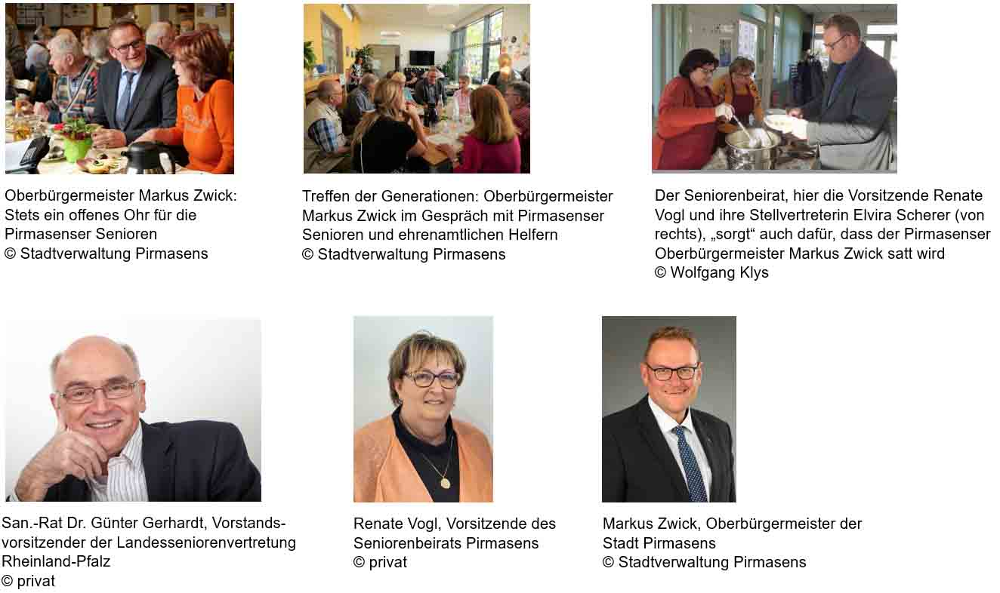 Oberbürgermeister Markus Zwick:
Stets ein offenes Ohr für die
Pirmasenser Senioren
© Stadtverwaltung Pirmasens
Treffen der Generationen: Oberbürgermeister
Markus Zwick im Gespräch mit Pirmasenser
Senioren und ehrenamtlichen Helfern
© Stadtverwaltung Pirmasens
Der Seniorenbeirat, hier die Vorsitzende Renate
Vogl und ihre Stellvertreterin Elvira Scherer (von
rechts), „sorgt“ auch dafür, dass der Pirmasenser
Oberbürgermeister Markus Zwick satt wird
© Wolfgang Klys
San.-Rat Dr. Günter Gerhardt, Vorstands-
vorsitzender der Landesseniorenvertretung
Rheinland-Pfalz
© privat
Renate Vogl, Vorsitzende des
Seniorenbeirats Pirmasens
© privat
Markus Zwick, Oberbürgermeister der
Stadt Pirmasens
© Stadtverwaltung Pirmasens